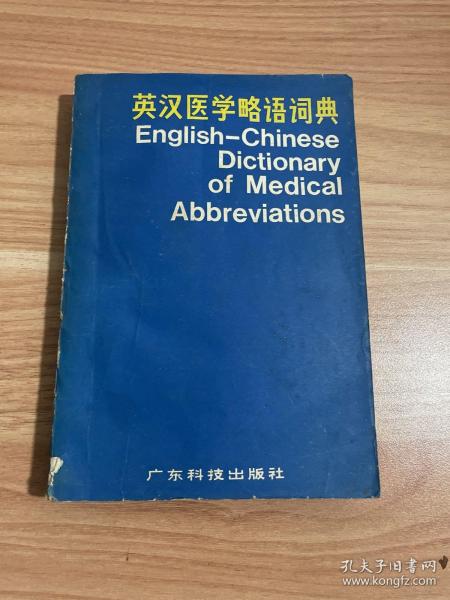 英汉医学略语词典
English-Chinese
Dictionary
of Medical
Abbreviations
广东科技出版社
孔夫子旧书网
www.kongfz.com